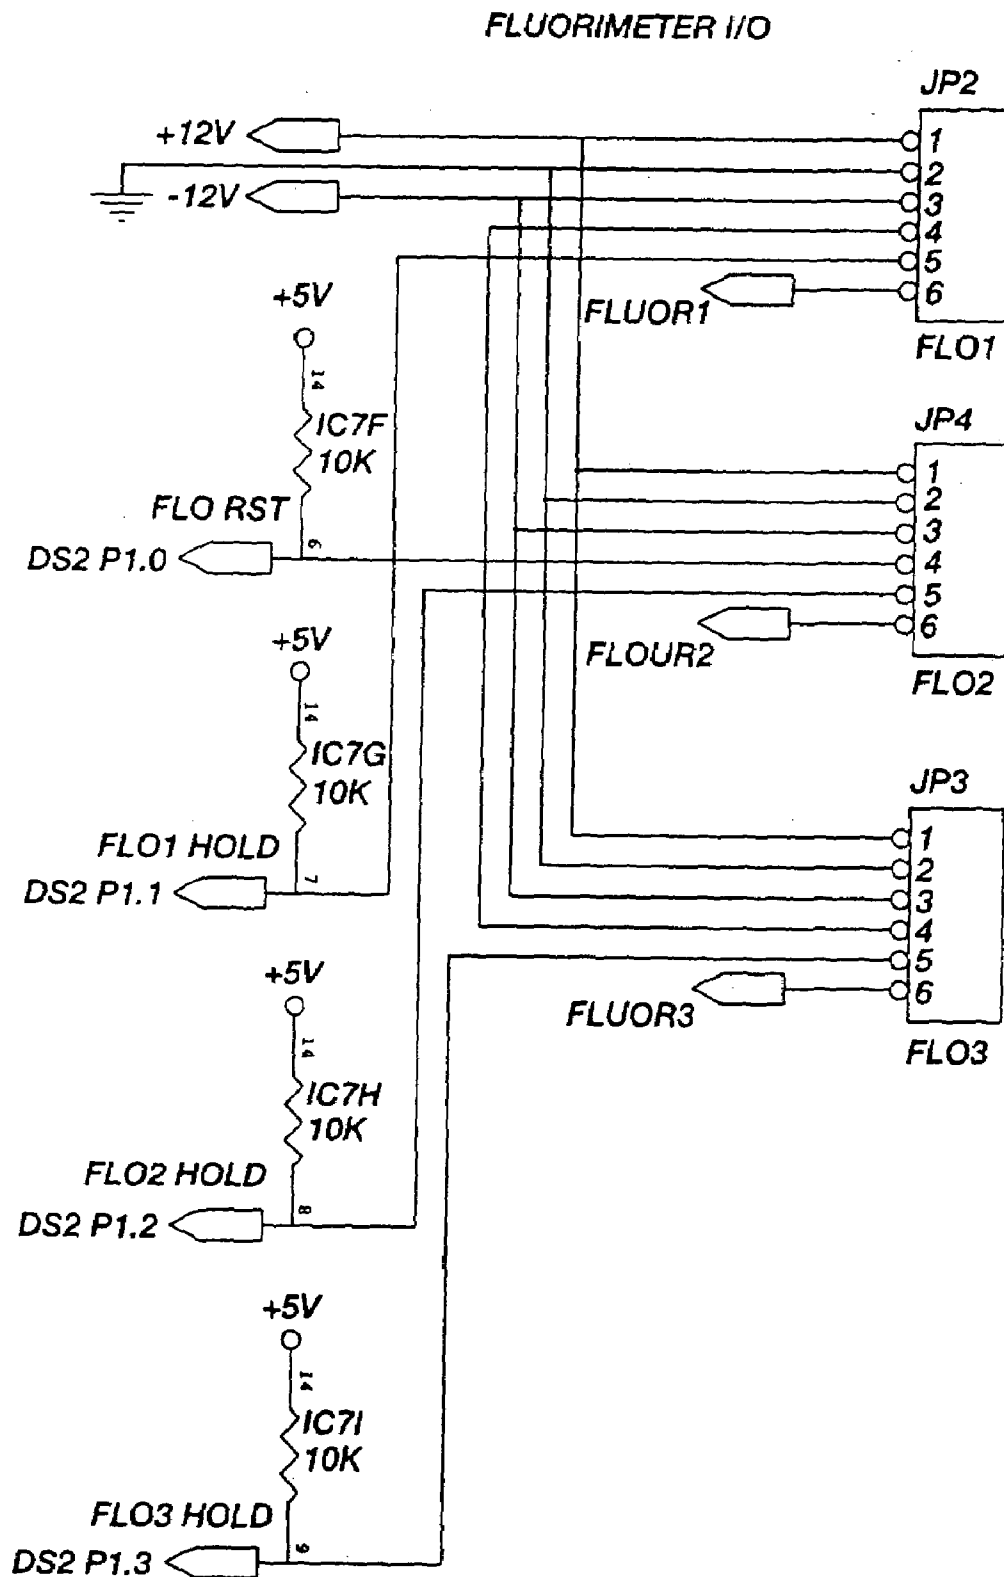 FLUORIMETER I/O
JP2
+12V
1
2
-12V
3
4
5
6
FLUOR1
FLO1
+5V
14
IC7F
10K
FLO RST
6
DS2 P1.0
JP4
1
2
3
4
5
6
FLOUR2
FLO2
+5V
14
IC7G
10K
FLO1 HOLD
7
DS2 P1.1
JP3
1
2
3
4
5
6
FLUOR3
FLO3
+5V
14
IC7H
10K
FLO2 HOLD
8
DS2 P1.2
+5V
14
IC7I
10K
FLO3 HOLD
9
DS2 P1.3